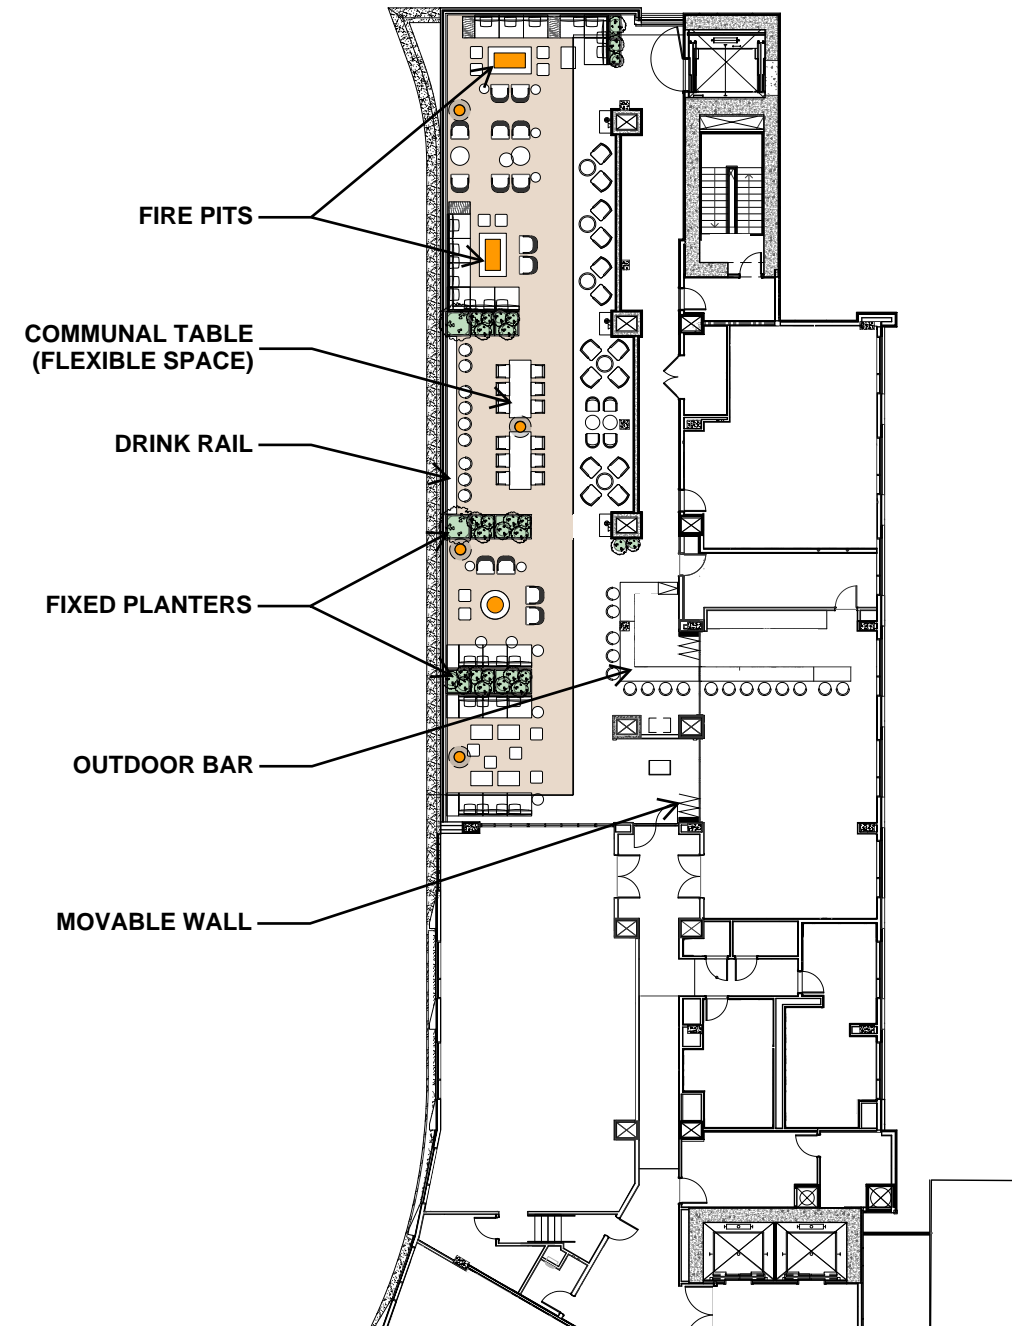 FIRE PITS
COMMUNAL TABLE
(FLEXIBLE SPACE)
DRINK RAIL
FIXED PLANTERS
OUTDOOR BAR
MOVABLE WALL